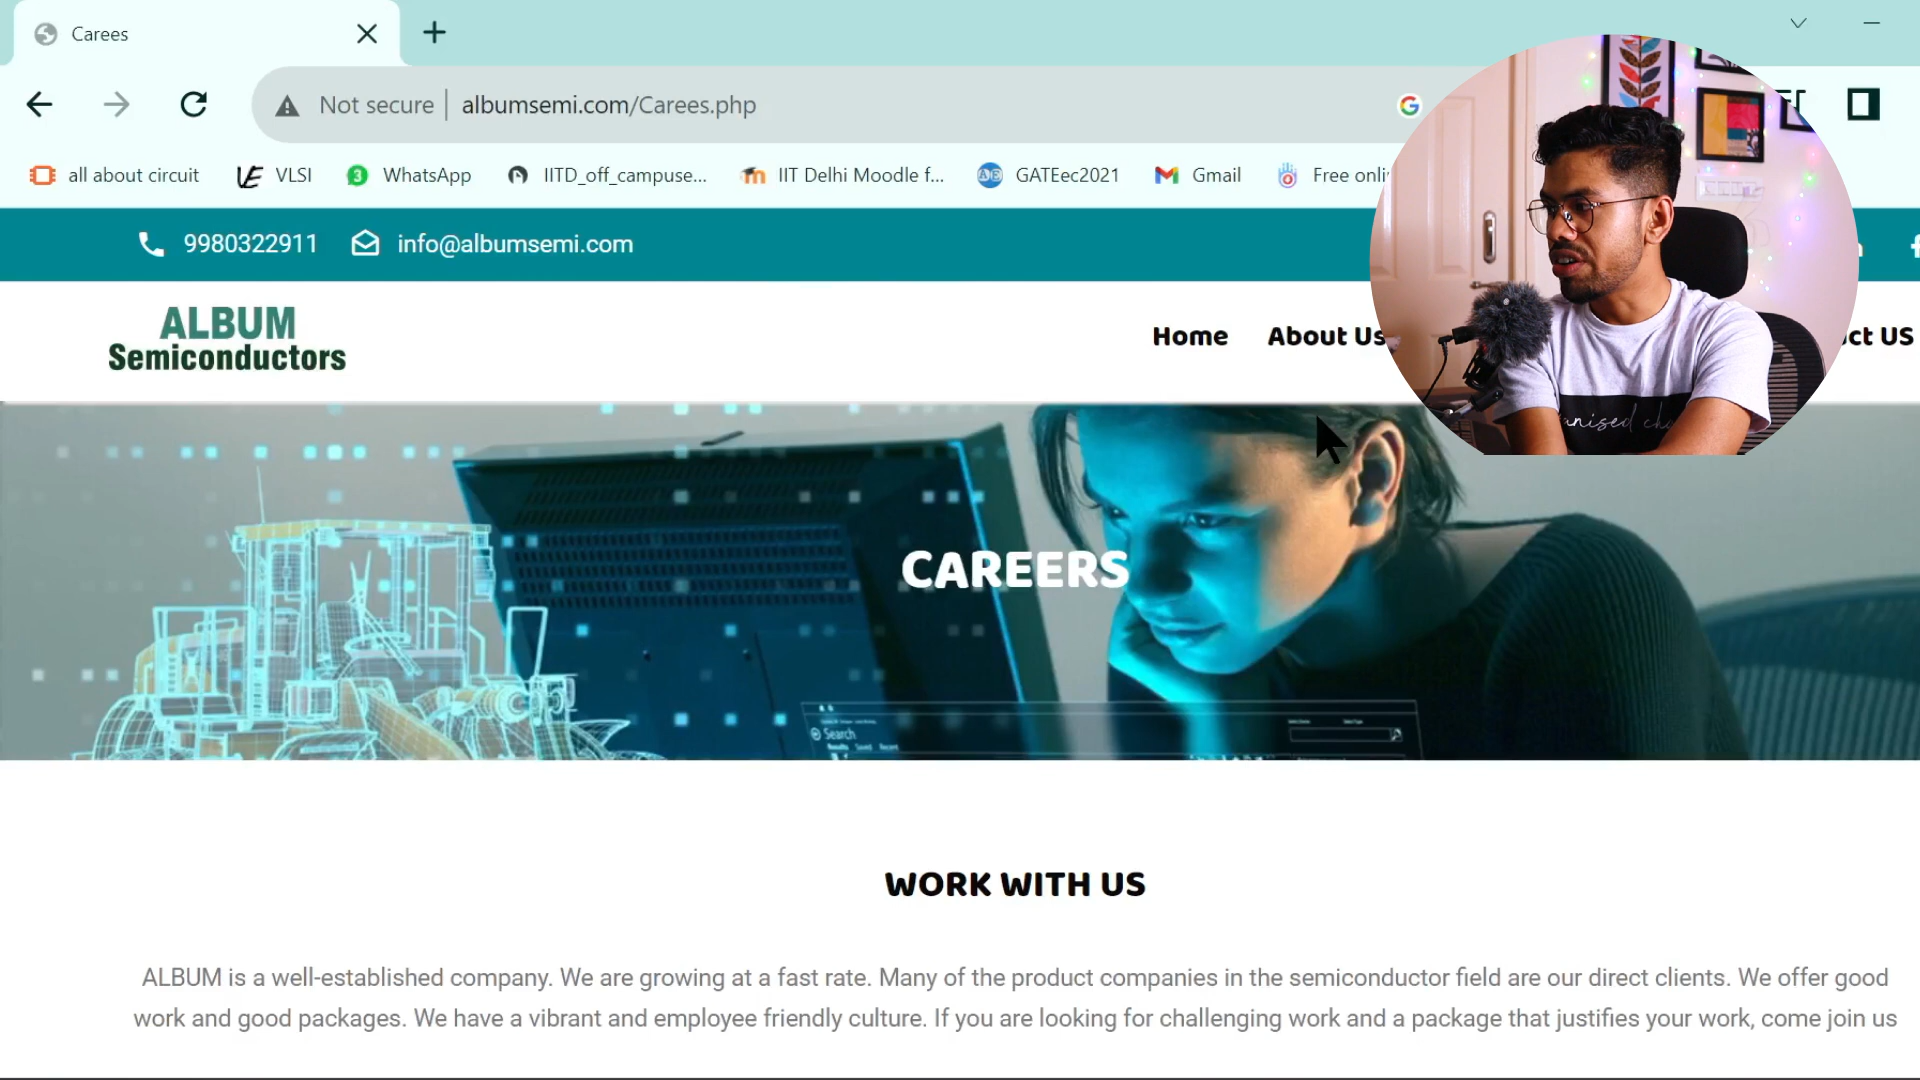 Carees
Not secure albumsemi.com/Carees.php
all about circuit VLSI WhatsApp IITD_off_campuse... IIT Delhi Moodle f... GATEec2021 Gmail Free
9980322911 info@albumsemi.com
ALBUM
Semiconductors
Home About Us US
CAREERS
Search
WORK WITH US
ALBUM is a well-established company. We are growing at a fast rate. Many of the product companies in the semiconductor field are our direct clients. We offer good
work and good packages. We have a vibrant and employee friendly culture. If you are looking for challenging work and a package that justifies your work, come join us